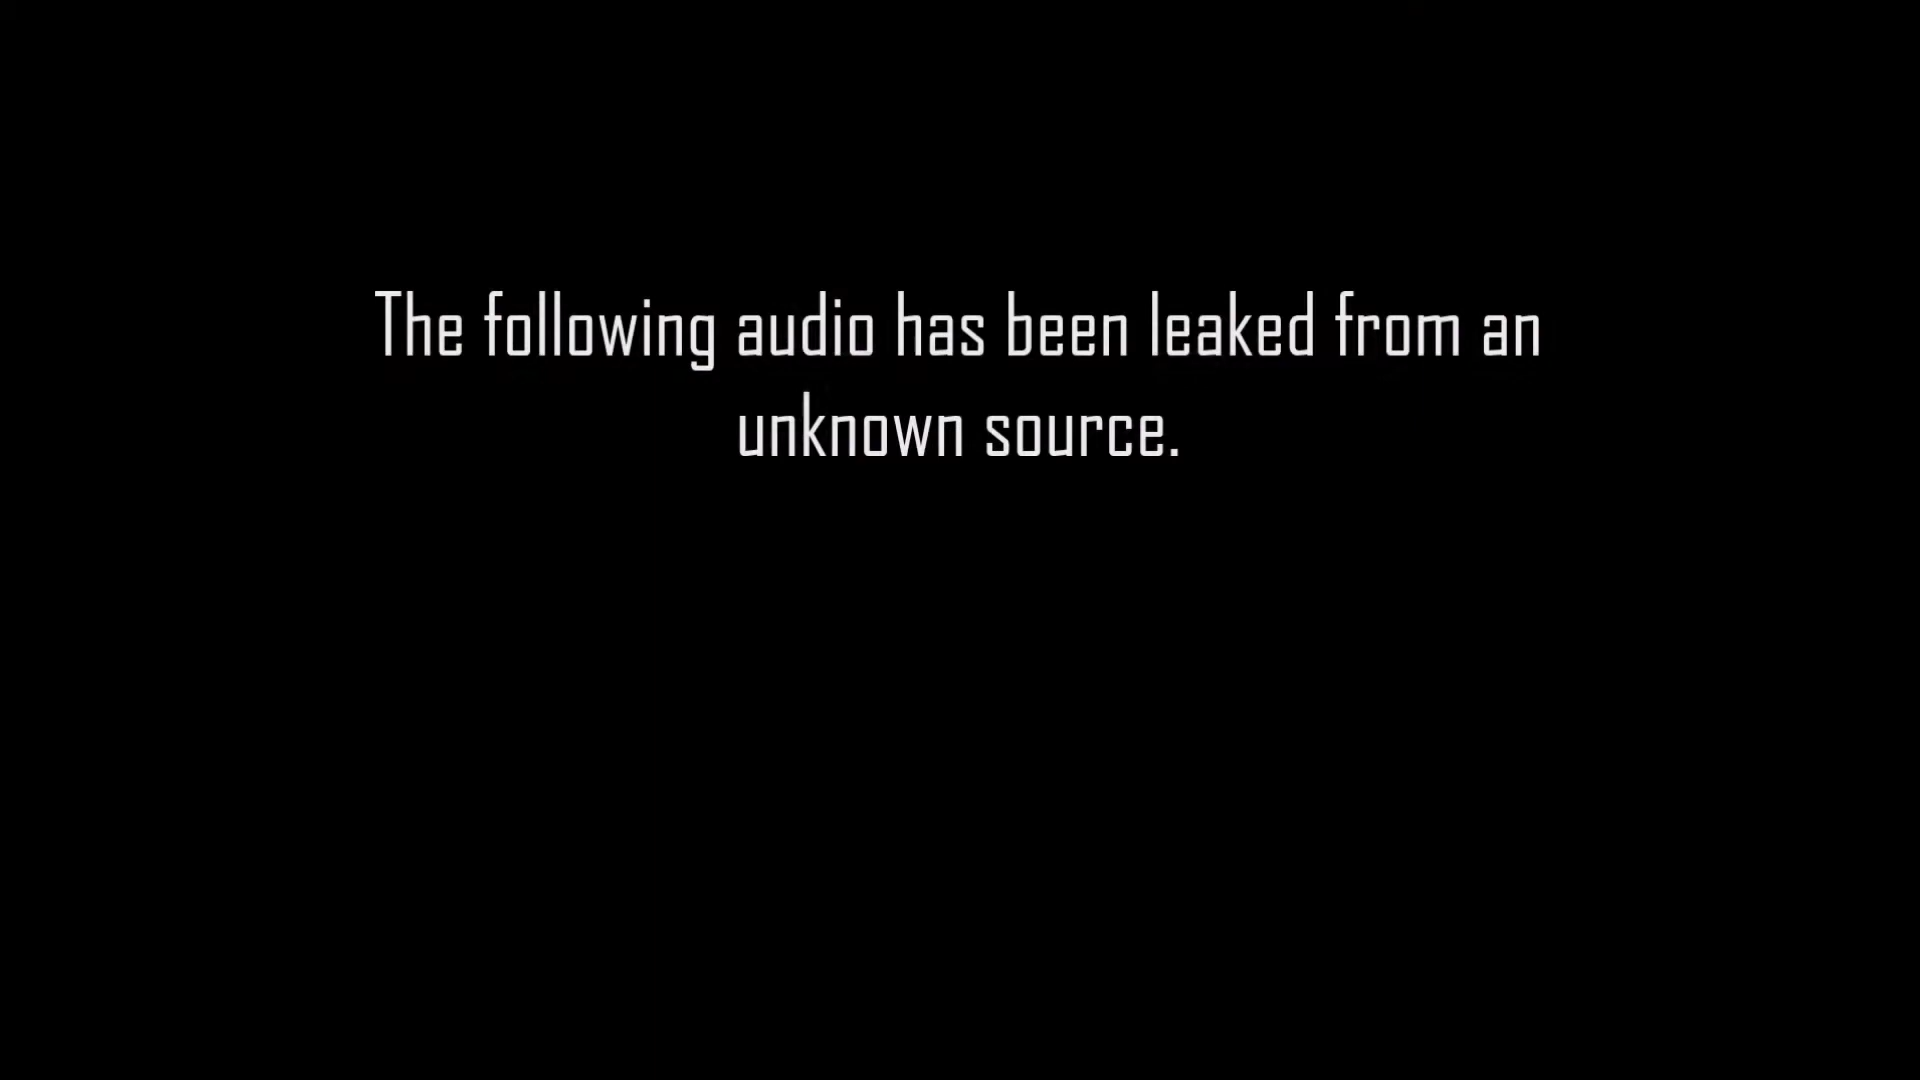 The following audio has been leaked from an
unknown source.